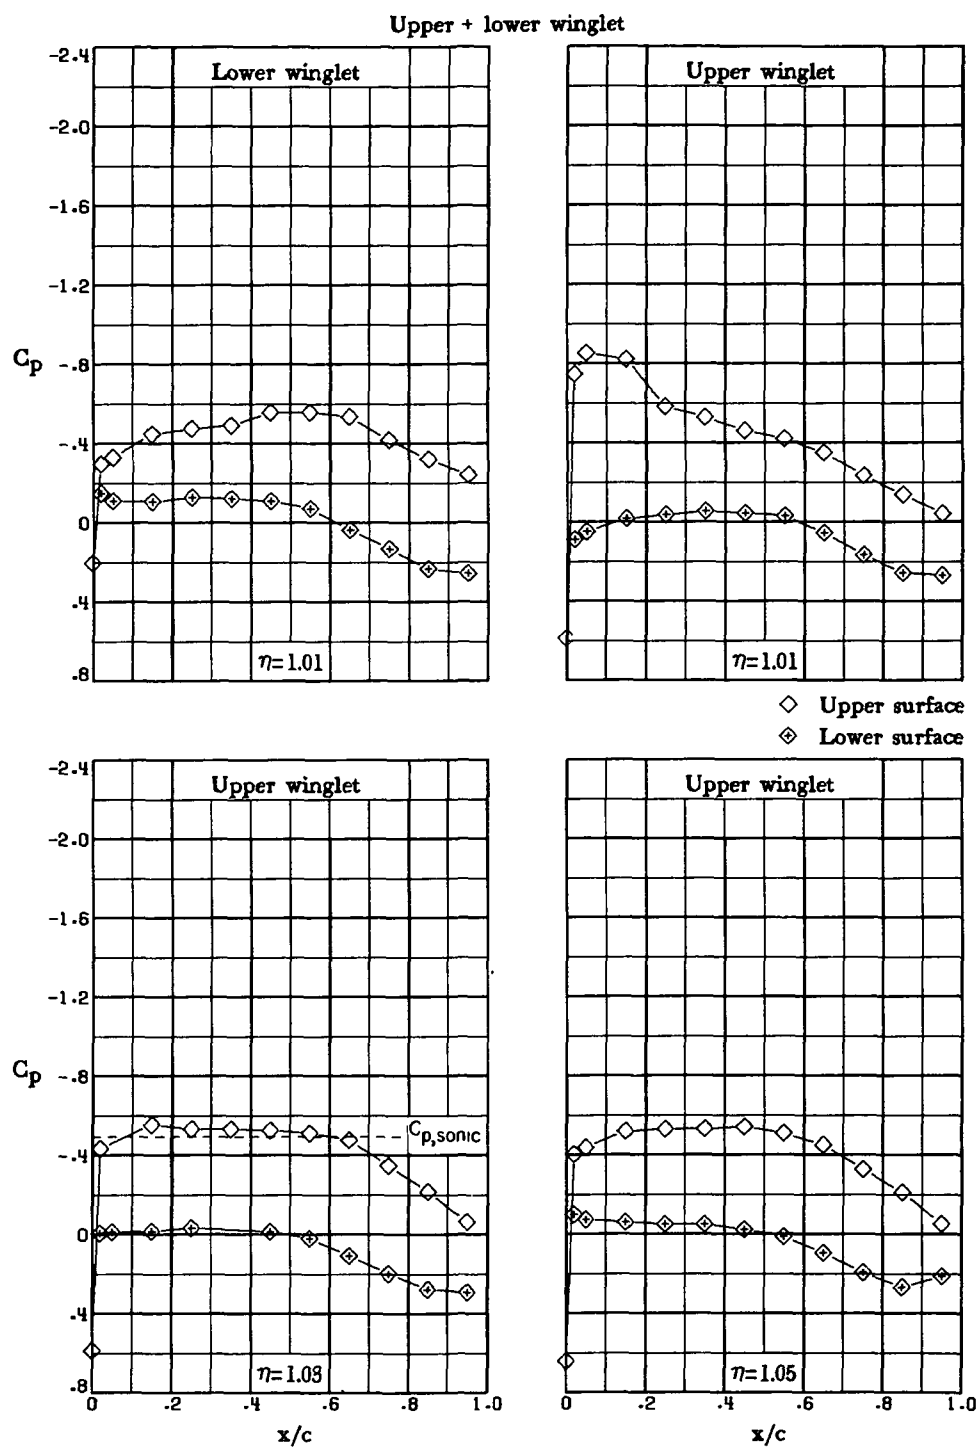 Upper + lower winglet
Lower winglet
-2.4
-2.0
-1.6
-1.2
-.8
-.4
0
.4
.8
Cp
η=1.01
Upper winglet
η=1.01
Upper surface
Lower surface
Upper winglet
-2.4
-2.0
-1.6
-1.2
-.8
-.4
0
.4
.8
Cp
Cp,sonic
η=1.03
0 .2 .4 .6 .8 1.0
x/c
Upper winglet
η=1.05
0 .2 .4 .6 .8 1.0
x/c